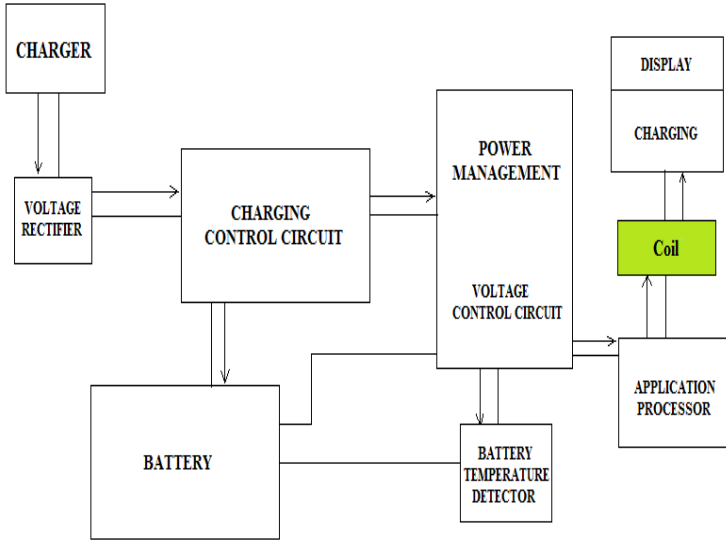 CHARGER
VOLTAGE
RECTIFIER
CHARGING
CONTROL CIRCUIT
POWER
MANAGEMENT
VOLTAGE
CONTROL CIRCUIT
DISPLAY
CHARGING
Coil
APPLICATION
PROCESSOR
BATTERY
BATTERY
TEMPERATURE
DETECTOR